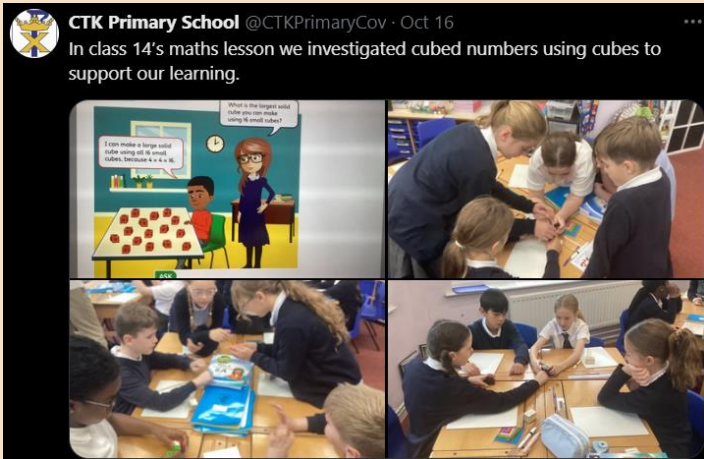 CTK Primary School @CTKPrimaryCov · Oct 16
In class 14's maths lesson we investigated cubed numbers using cubes to
support our learning.
What is the largest solid
cube you can make
using 16 small cubes?
I can make a large solid
cube using all 16 small
cubes, because 4 x 4 = 16.
ASK